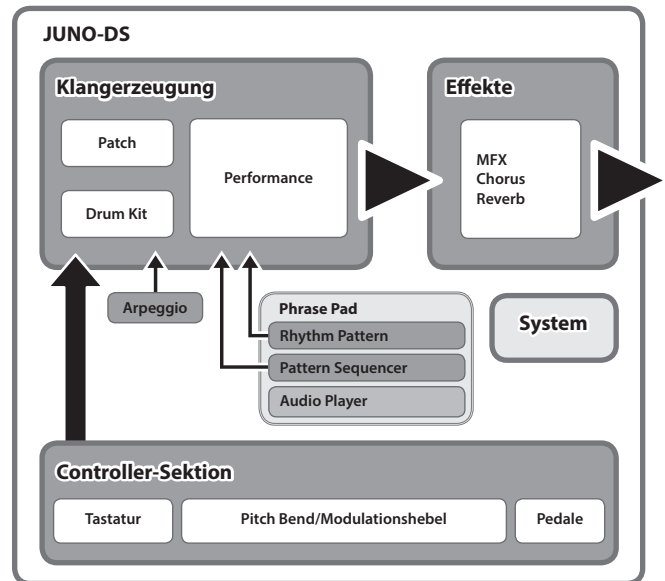 JUNO-DS
Klangerzeugung
Patch
Drum Kit
Performance
Effekte
MFX
Chorus
Reverb
Arpeggio
Phrase Pad
Rhythm Pattern
Pattern Sequencer
Audio Player
System
Controller-Sektion
Tastatur
Pitch Bend/Modulationshebel
Pedale